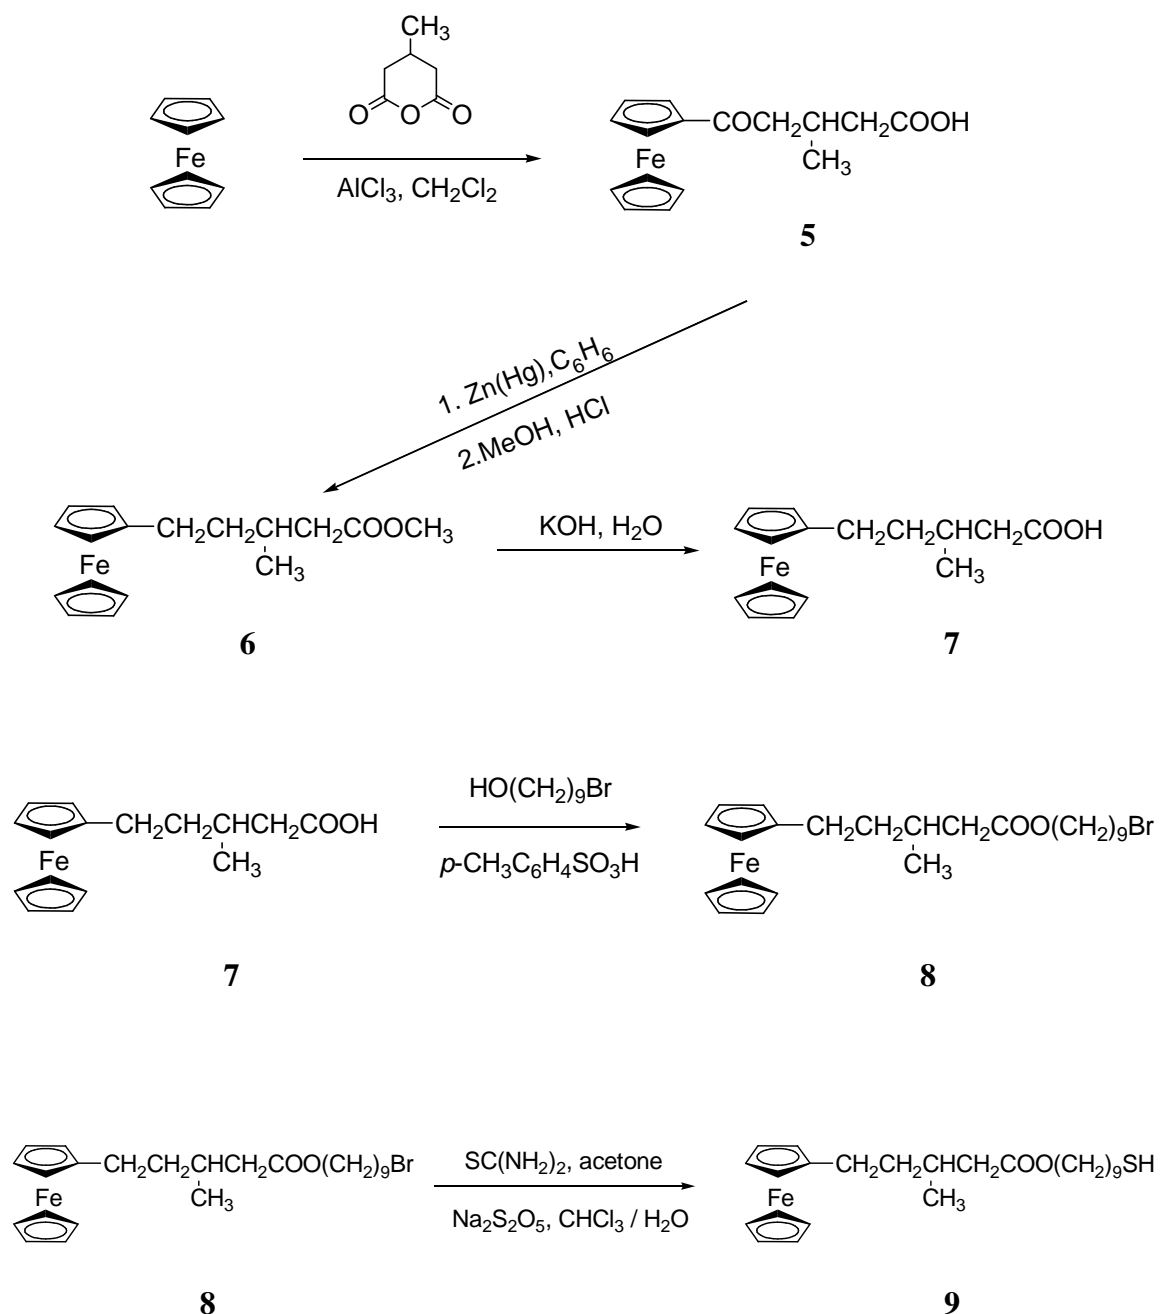 CH3
O O O
Fe
AlCl3, CH2Cl2
COCH2CHCH2COOH
CH3
Fe
5
1. Zn(Hg),C6H6
2.MeOH, HCl
CH2CH2CHCH2COOCH3
CH3
Fe
6
KOH, H2O
CH2CH2CHCH2COOH
CH3
Fe
7
CH2CH2CHCH2COOH
CH3
Fe
7
HO(CH2)9Br
p-CH3C6H4SO3H
CH2CH2CHCH2COO(CH2)9Br
CH3
Fe
8
CH2CH2CHCH2COO(CH2)9Br
CH3
Fe
8
SC(NH2)2, acetone
Na2S2O5, CHCl3 / H2O
CH2CH2CHCH2COO(CH2)9SH
CH3
Fe
9